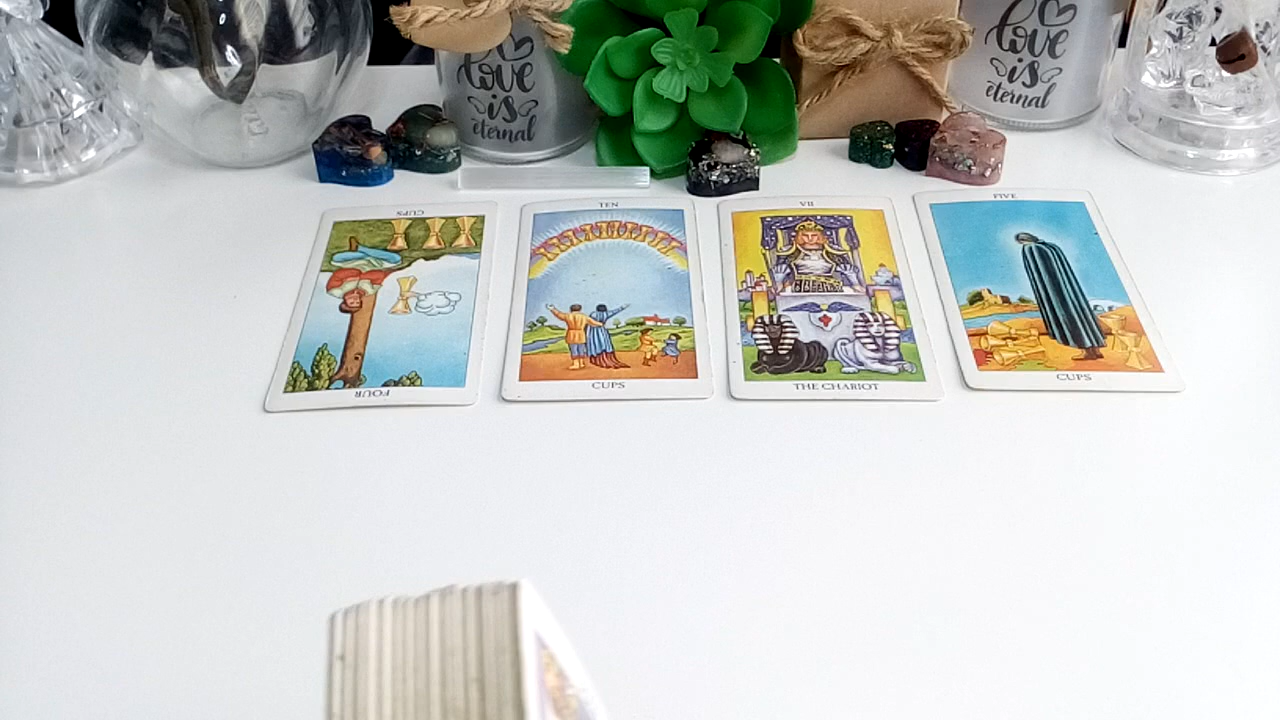 love
is
eternal
love
is
eternal
CUPS
FOUR
TEN
CUPS
VII
THE CHARIOT
FIVE
CUPS